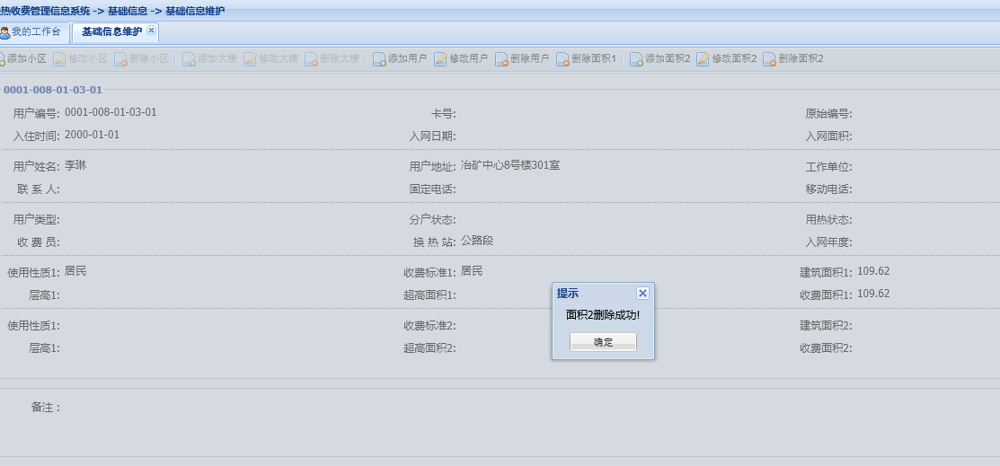 热收费管理信息系统 -> 基础信息 -> 基础信息维护
我的工作台 基础信息维护
添加小区 修改小区 删除小区 添加大楼 修改大楼 删除大楼 添加用户 修改用户 删除用户 删除面积1 添加面积2 修改面积2 删除面积2
0001-008-01-03-01
用户编号: 0001-008-01-03-01 卡号: 原始编号:
入住时间: 2000-01-01 入网日期: 入网面积:
用户姓名: 李琳 用户地址: 冶矿中心8号楼301室 工作单位:
联 系 人: 固定电话: 移动电话:
用户类型: 分户状态: 用热状态:
收 费 员: 换 热 站: 公路段 入网年度:
使用性质1: 居民 收费标准1: 居民 建筑面积1: 109.62
层高1: 超高面积1: 收费面积1: 109.62
使用性质1: 收费标准2: 建筑面积2:
层高1: 超高面积2: 收费面积2:
提示
面积2删除成功!
确定
备注：